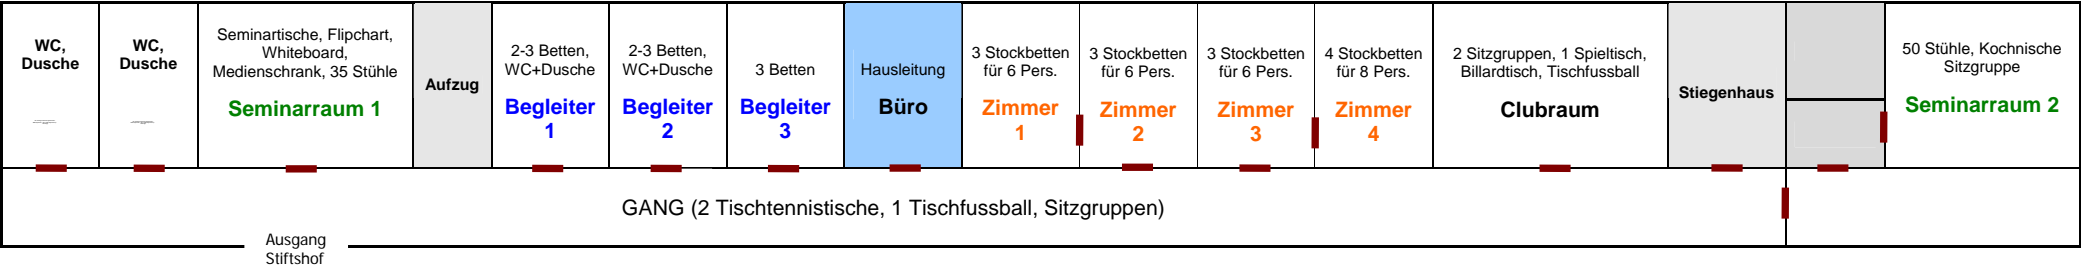 WC,
Dusche
WC,
Dusche
Seminartische, Flipchart,
Whiteboard,
Medienschrank, 35 Stühle
Seminarraum 1
Aufzug
2-3 Betten,
WC+Dusche
Begleiter
1
2-3 Betten,
WC+Dusche
Begleiter
2
3 Betten
Begleiter
3
Hausleitung
Büro
3 Stockbetten
für 6 Pers.
Zimmer
1
3 Stockbetten
für 6 Pers.
Zimmer
2
3 Stockbetten
für 6 Pers.
Zimmer
3
4 Stockbetten
für 8 Pers.
Zimmer
4
2 Sitzgruppen, 1 Spieltisch,
Billardtisch, Tischfussball
Clubraum
Stiegenhaus
50 Stühle, Kochnische
Sitzgruppe
Seminarraum 2
GANG (2 Tischtennistische, 1 Tischfussball, Sitzgruppen)
Ausgang
Stiftshof